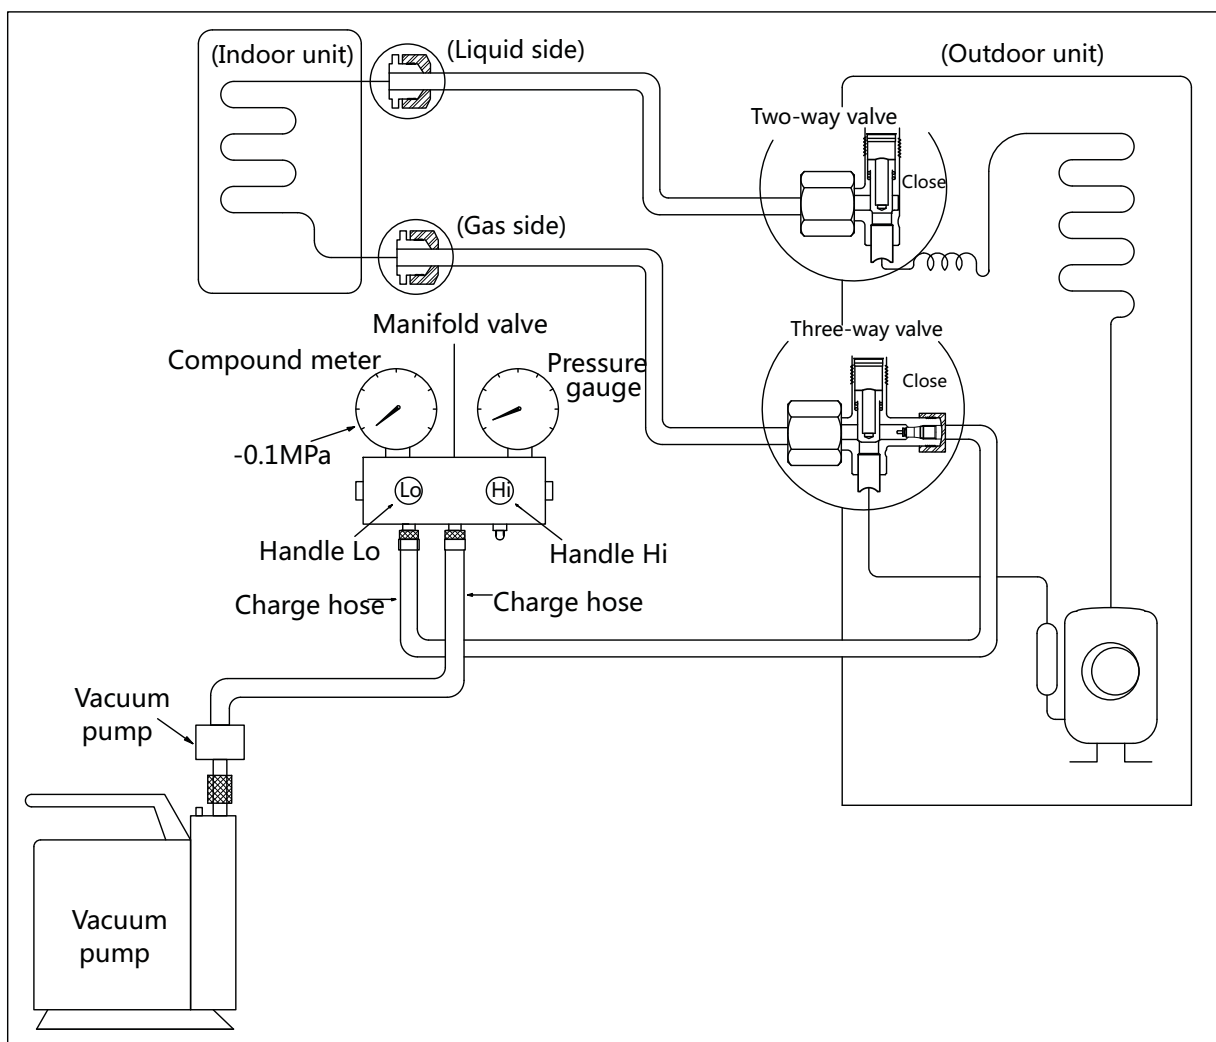 (Indoor unit)
(Liquid side)
(Outdoor unit)
Two-way valve
Close
(Gas side)
Manifold valve
Three-way valve
Compound meter
Pressure
gauge
Close
-0.1MPa
Lo
Hi
Handle Lo
Handle Hi
Charge hose
Charge hose
Vacuum
pump
Vacuum
pump